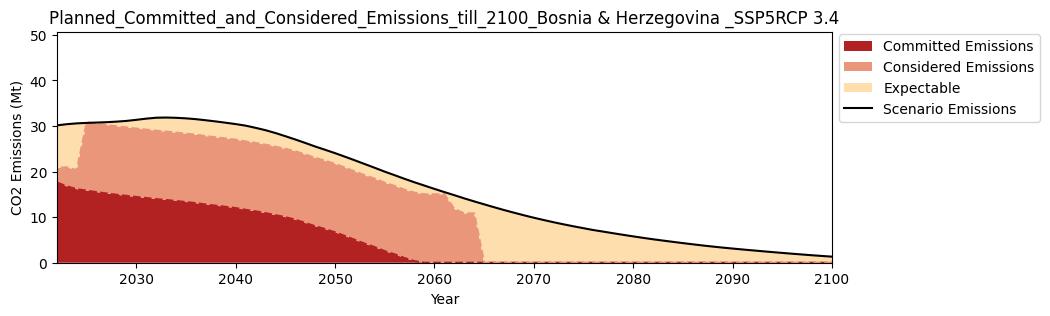 Planned_Committed_and_Considered_Emissions_till_2100_Bosnia & Herzegovina _SSP5RCP 3.4
50
40
30
20
10
0
CO2 Emissions (Mt)
2030 2040 2050 2060 2070 2080 2090 2100
Year
Committed Emissions
Considered Emissions
Expectable
Scenario Emissions